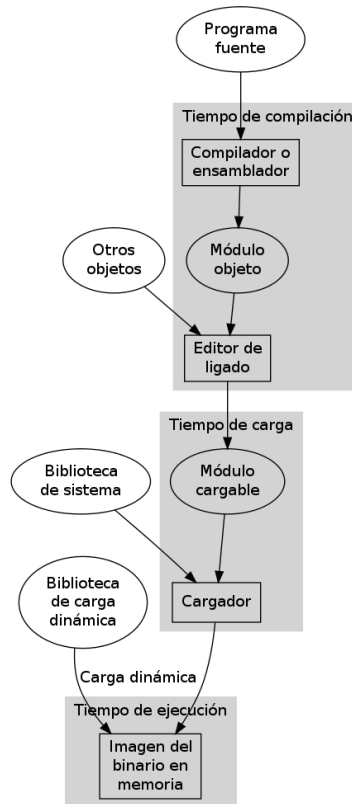 Programa
fuente
Tiempo de compilación
Compilador o
ensamblador
Otros
objetos
Módulo
objeto
Editor de
ligado
Tiempo de carga
Biblioteca
de sistema
Módulo
cargable
Biblioteca
de carga
dinámica
Cargador
Carga dinámica
Tiempo de ejecución
Imagen del
binario en
memoria